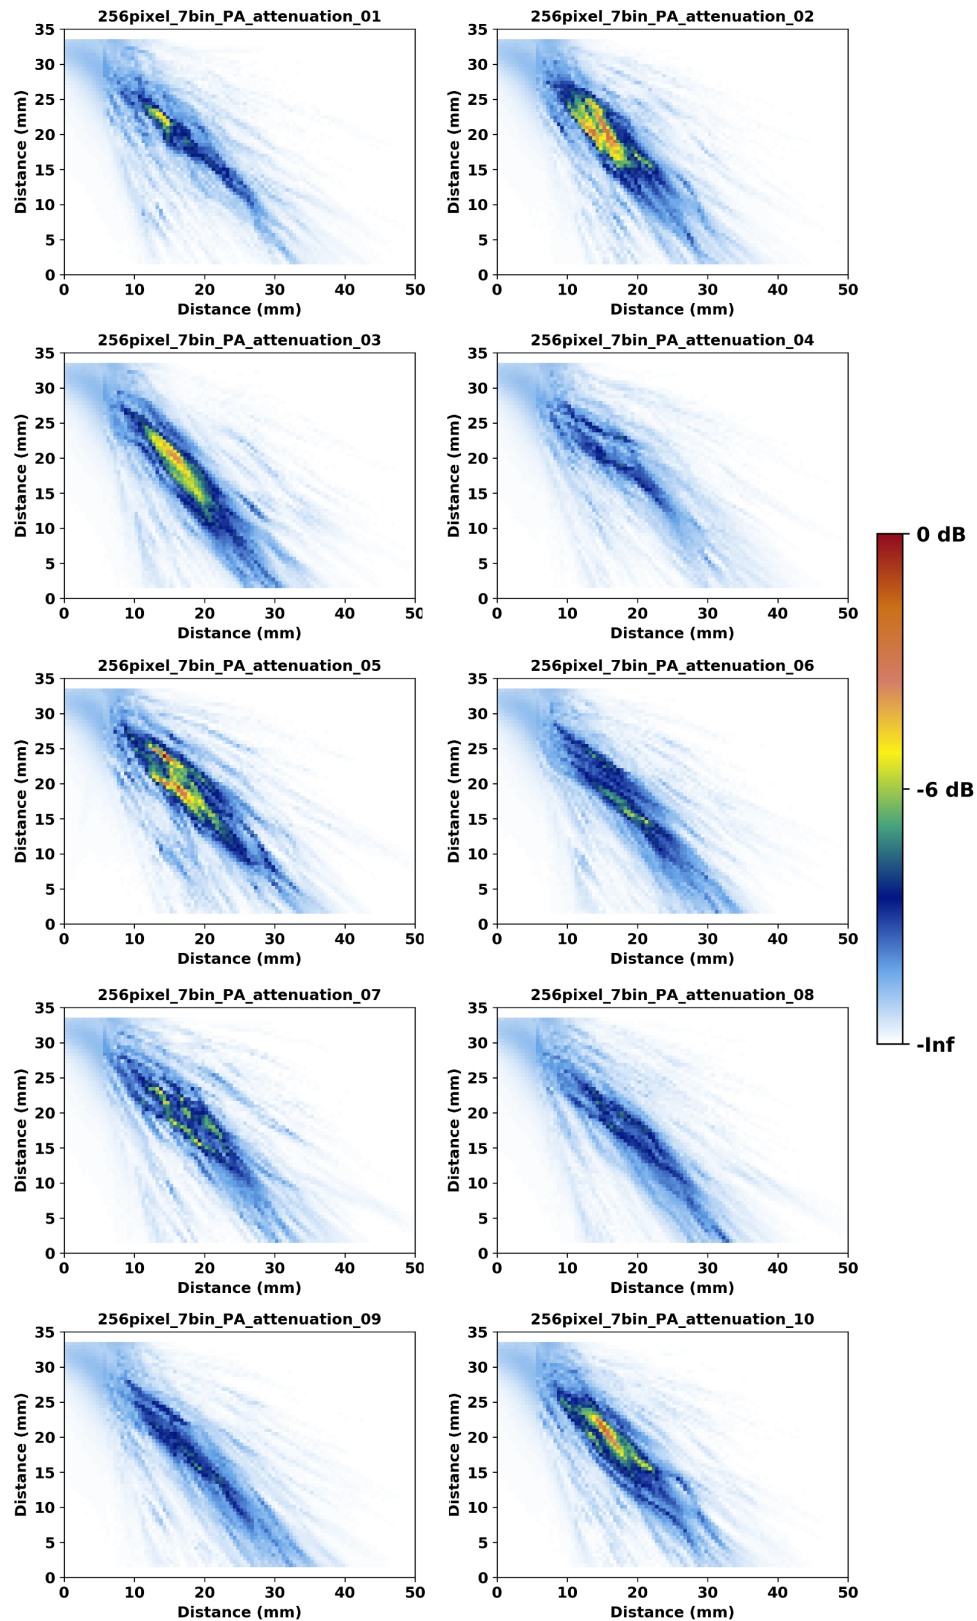 256pixel_7bin_PA_attenuation_01 256pixel_7bin_PA_attenuation_02
35 35
30 30
25 25
20 20
15 15
10 10
5 5
0 0
0 10 20 30 40 50 0 10 20 30 40 50
Distance (mm) Distance (mm)
Distance (mm) Distance (mm)
256pixel_7bin_PA_attenuation_03 256pixel_7bin_PA_attenuation_04
35 35
30 30
25 25
20 20
15 15
10 10
5 5
0 0
0 10 20 30 40 50 0 10 20 30 40 50
Distance (mm) Distance (mm)
Distance (mm) Distance (mm)
256pixel_7bin_PA_attenuation_05 256pixel_7bin_PA_attenuation_06
35 35
30 30
25 25
20 20
15 15
10 10
5 5
0 0
0 10 20 30 40 50 0 10 20 30 40 50
Distance (mm) Distance (mm)
Distance (mm) Distance (mm)
256pixel_7bin_PA_attenuation_07 256pixel_7bin_PA_attenuation_08
35 35
30 30
25 25
20 20
15 15
10 10
5 5
0 0
0 10 20 30 40 50 0 10 20 30 40 50
Distance (mm) Distance (mm)
Distance (mm) Distance (mm)
256pixel_7bin_PA_attenuation_09 256pixel_7bin_PA_attenuation_10
35 35
30 30
25 25
20 20
15 15
10 10
5 5
0 0
0 10 20 30 40 50 0 10 20 30 40 50
Distance (mm) Distance (mm)
Distance (mm) Distance (mm)
0 dB
-6 dB
-Inf